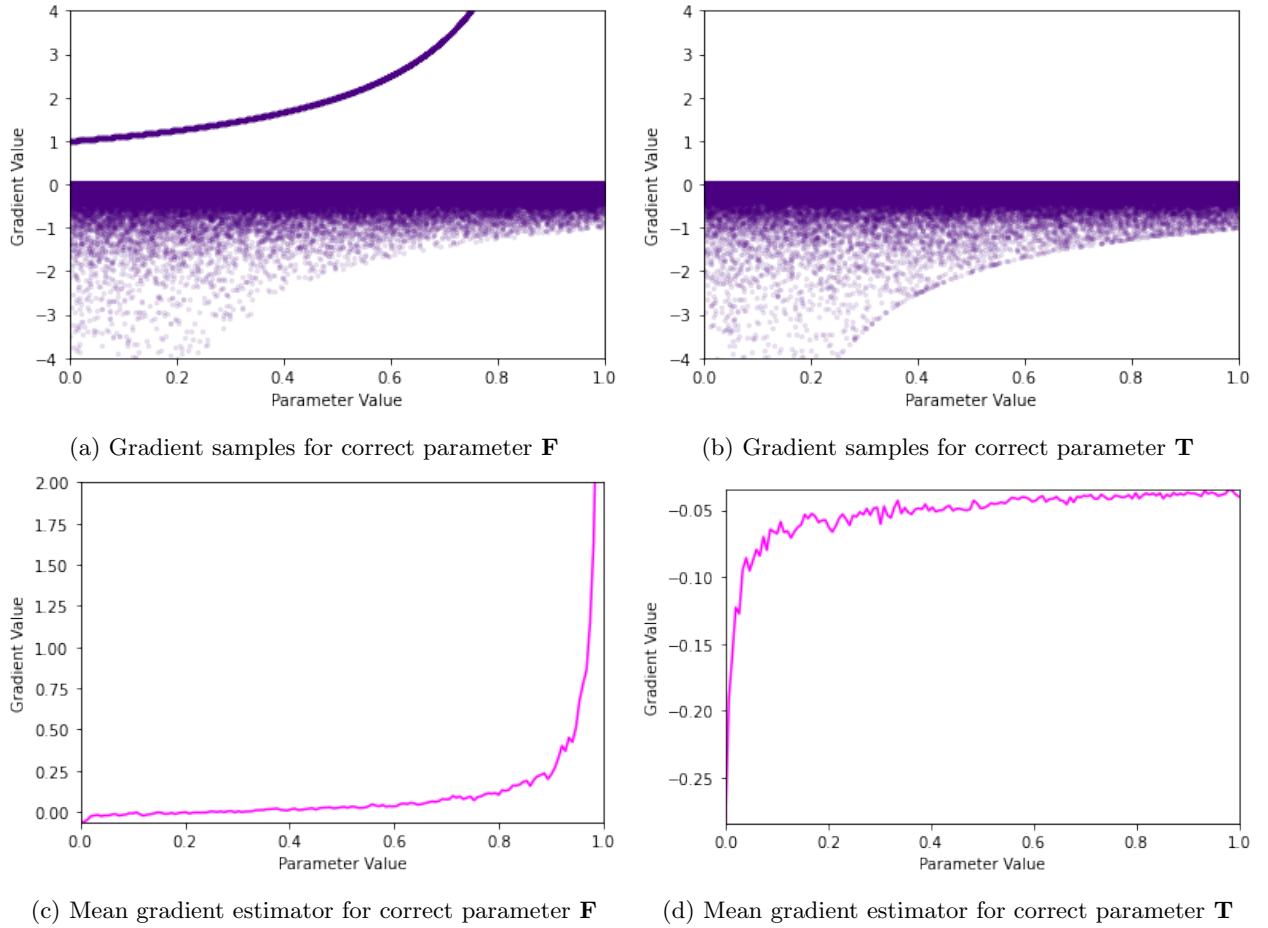 4
3
2
1
0
−1
−2
−3
−4
Gradient Value
0.0 0.2 0.4 0.6 0.8 1.0
Parameter Value
(a) Gradient samples for correct parameter F
4
3
2
1
0
−1
−2
−3
−4
Gradient Value
0.0 0.2 0.4 0.6 0.8 1.0
Parameter Value
(b) Gradient samples for correct parameter T
2.00
1.75
1.50
1.25
1.00
0.75
0.50
0.25
0.00
Gradient Value
0.0 0.2 0.4 0.6 0.8 1.0
Parameter Value
(c) Mean gradient estimator for correct parameter F
−0.05
−0.10
−0.15
−0.20
−0.25
Gradient Value
0.0 0.2 0.4 0.6 0.8 1.0
Parameter Value
(d) Mean gradient estimator for correct parameter T